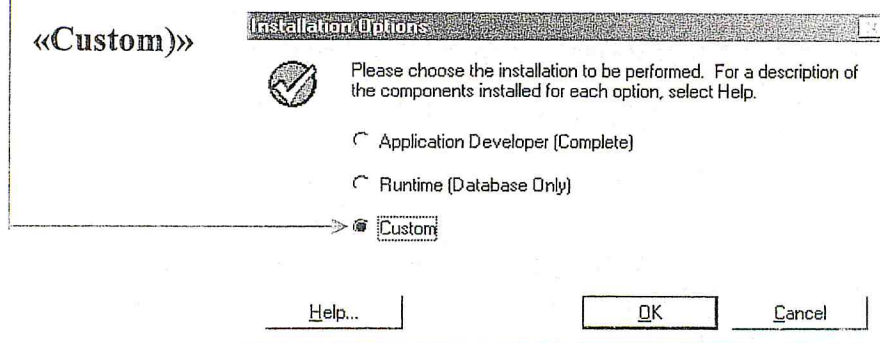 «Custom)»
Installation Options
Please choose the installation to be performed. For a description of
the components installed for each option, select Help.
Application Developer (Complete)
Runtime (Database Only)
Custom
Help...
OK
Cancel